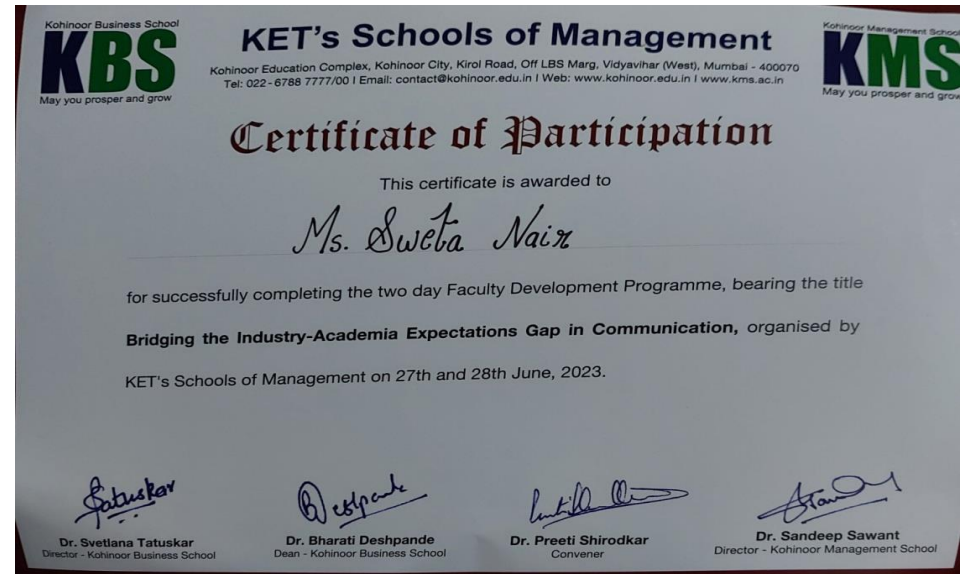 Kohinoor Business School
KBS
May you prosper and grow
KET's Schools of Management
Kohinoor Education Complex, Kohinoor City, Kirol Road, Off LBS Marg, Vidyavihar (West), Mumbai - 400070
Tel: 022-6788 7777/00 I Email: contact@kohinoor.edu.in I Web: www.kohinoor.edu.in I www.kms.ac.in
Kohinoor Management School
KMS
May you prosper and grow
Certificate of Participation
This certificate is awarded to
Ms. Sweta Nair
for successfully completing the two day Faculty Development Programme, bearing the title
Bridging the Industry-Academia Expectations Gap in Communication, organised by
KET's Schools of Management on 27th and 28th June, 2023.
Satuskar
BDeshpande
Dr. Svetlana Tatuskar
Director - Kohinoor Business School
Dr. Bharati Deshpande
Dean - Kohinoor Business School
Dr. Preeti Shirodkar
Convener
Dr. Sandeep Sawant
Director - Kohinoor Management School